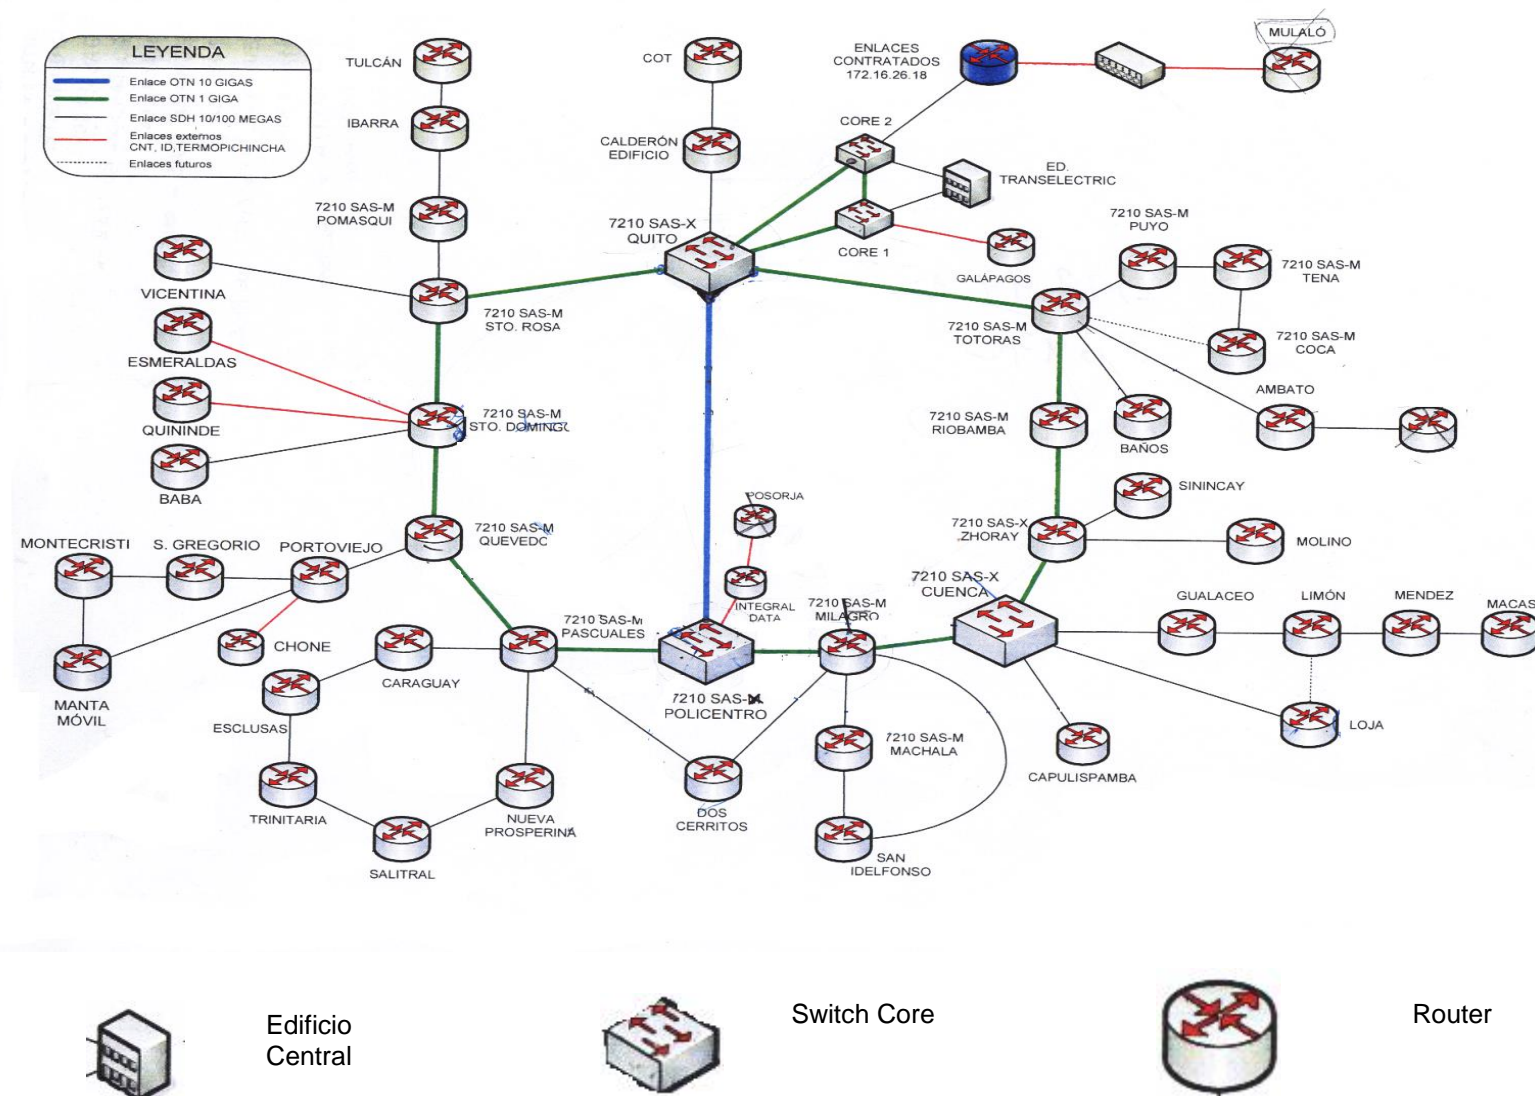 LEYENDA
Enlace OTN 10 GIGAS
Enlace OTN 1 GIGA
Enlace SDH 10/100 MEGAS
Enlaces externos
CNT, ID,TERMOPICHINCHA
Enlaces futuros
TULCÁN
IBARRA
7210 SAS-M
POMASQUI
COT
CALDERÓN
EDIFICIO
7210 SAS-X
QUITO
ENLACES
CONTRATADOS
172.16.26.18
MULALÓ
CORE 2
ED.
TRANSELECTRIC
CORE 1
GALÁPAGOS
7210 SAS-M
PUYO
7210 SAS-M
TENA
7210 SAS-M
COCA
VICENTINA
7210 SAS-M
STO. ROSA
7210 SAS-M
TOTORAS
ESMERALDAS
QUININDE
BABA
7210 SAS-M
STO. DOMINGO
7210 SAS-M
RIOBAMBA
BAÑOS
AMBATO
SININCAY
MOLINO
7210 SAS-X
ZHORAY
7210 SAS-M
QUEVEDO
MONTECRISTI
S. GREGORIO
PORTOVIEJO
CHONE
MANTA
MÓVIL
POSORJA
INTEGRAL
DATA
7210 SAS-M
PASCUALES
7210 SAS-M
MILAGRO
7210 SAS-X
CUENCA
GUALACEO
LIMÓN
MENDEZ
MACAS
CARAGUAY
ESCLUSAS
7210 SAS-X
POLICENTRO
7210 SAS-M
MACHALA
CAPULISPAMBA
LOJA
TRINITARIA
SALITRAL
NUEVA
PROSPERINA
DOS
CERRITOS
SAN
IDELFONSO
Edificio
Central
Switch Core
Router